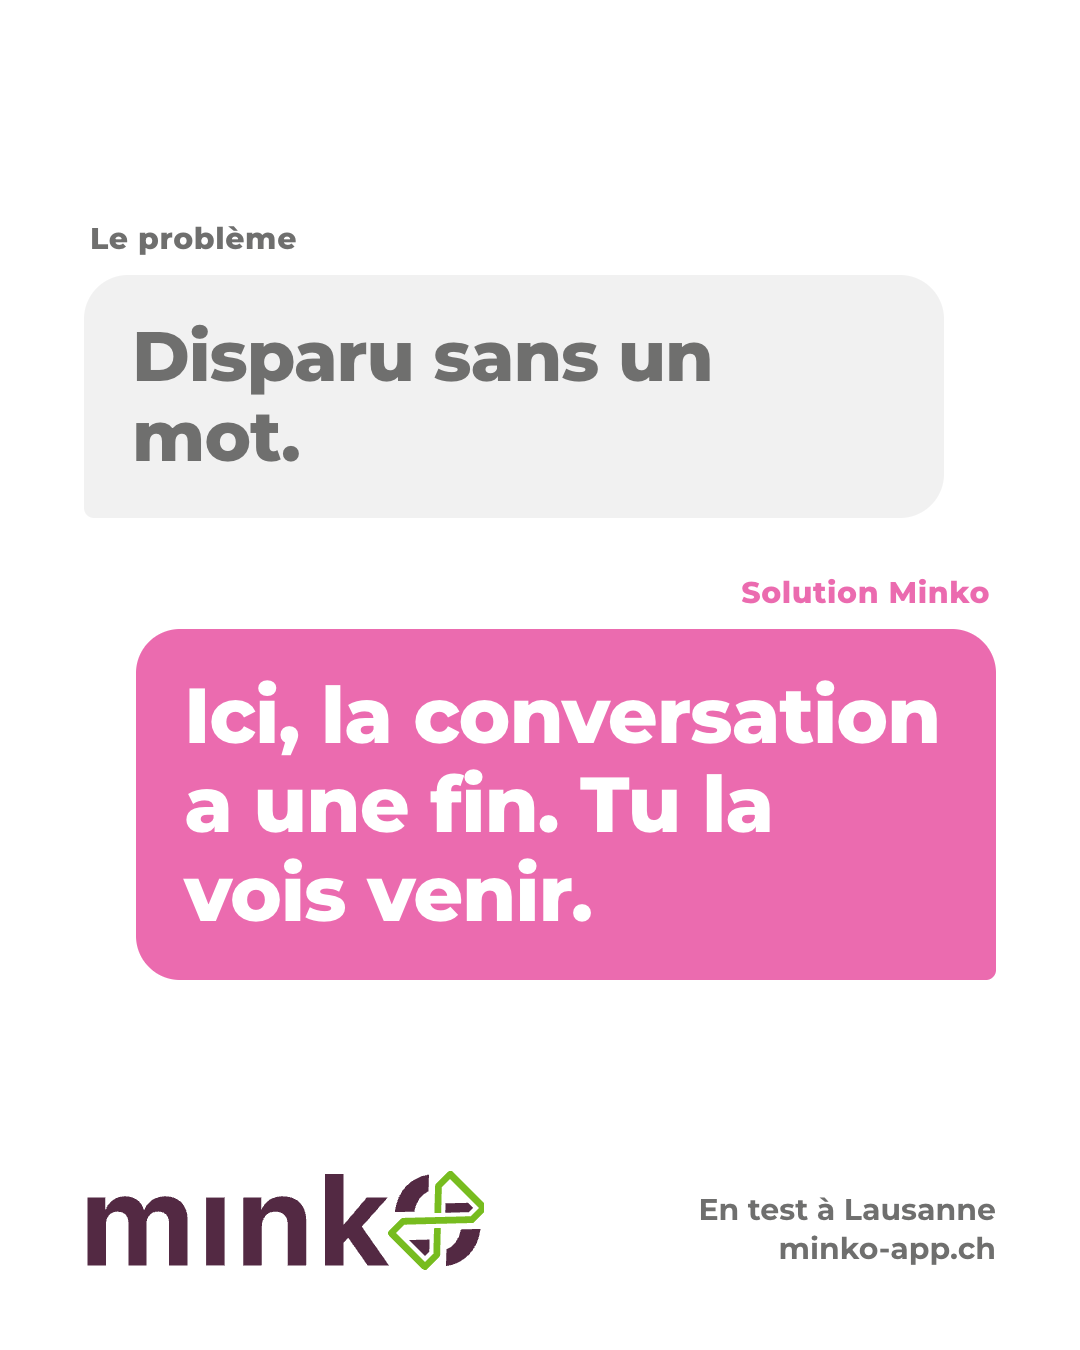 Le problème
Disparu sans un
mot.
Solution Minko
Ici, la conversation
a une fin. Tu la
vois venir.
minko
En test à Lausanne
minko-app.ch